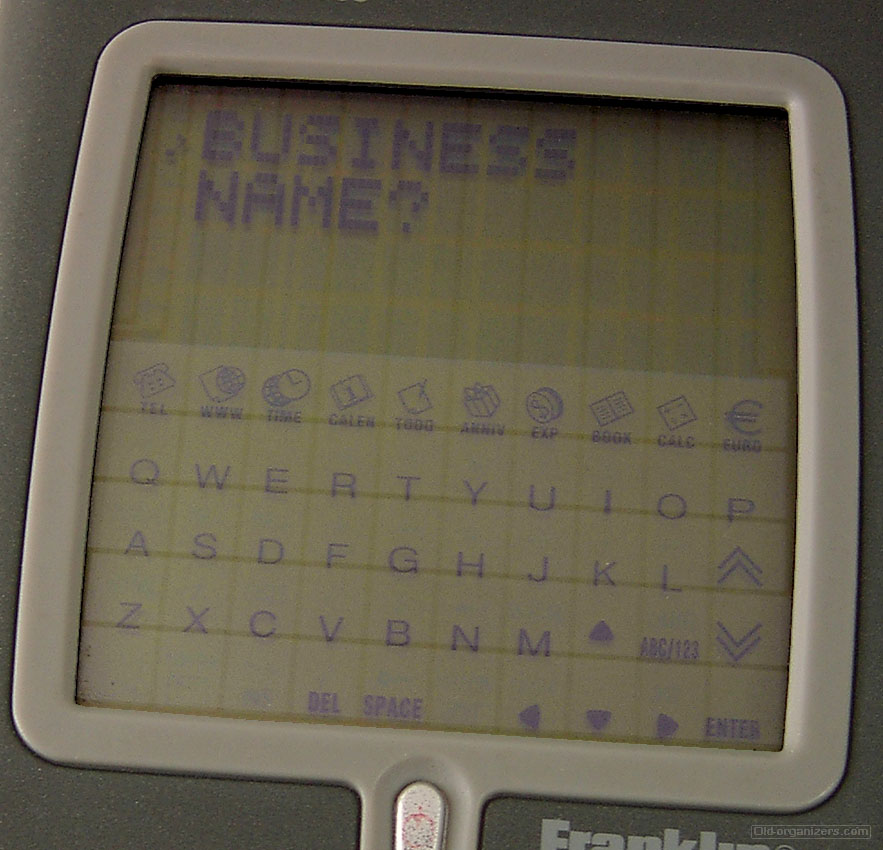 BUSINESS
NAME?
TEL WWW TIME CALEN TODO ANNIV EXP BOOK CALC EURO
Q W E R T Y U I O P
A S D F G H J K L
Z X C V B N M ABC/123
DEL SPACE ENTER
Franklin®
Old-organizers.com